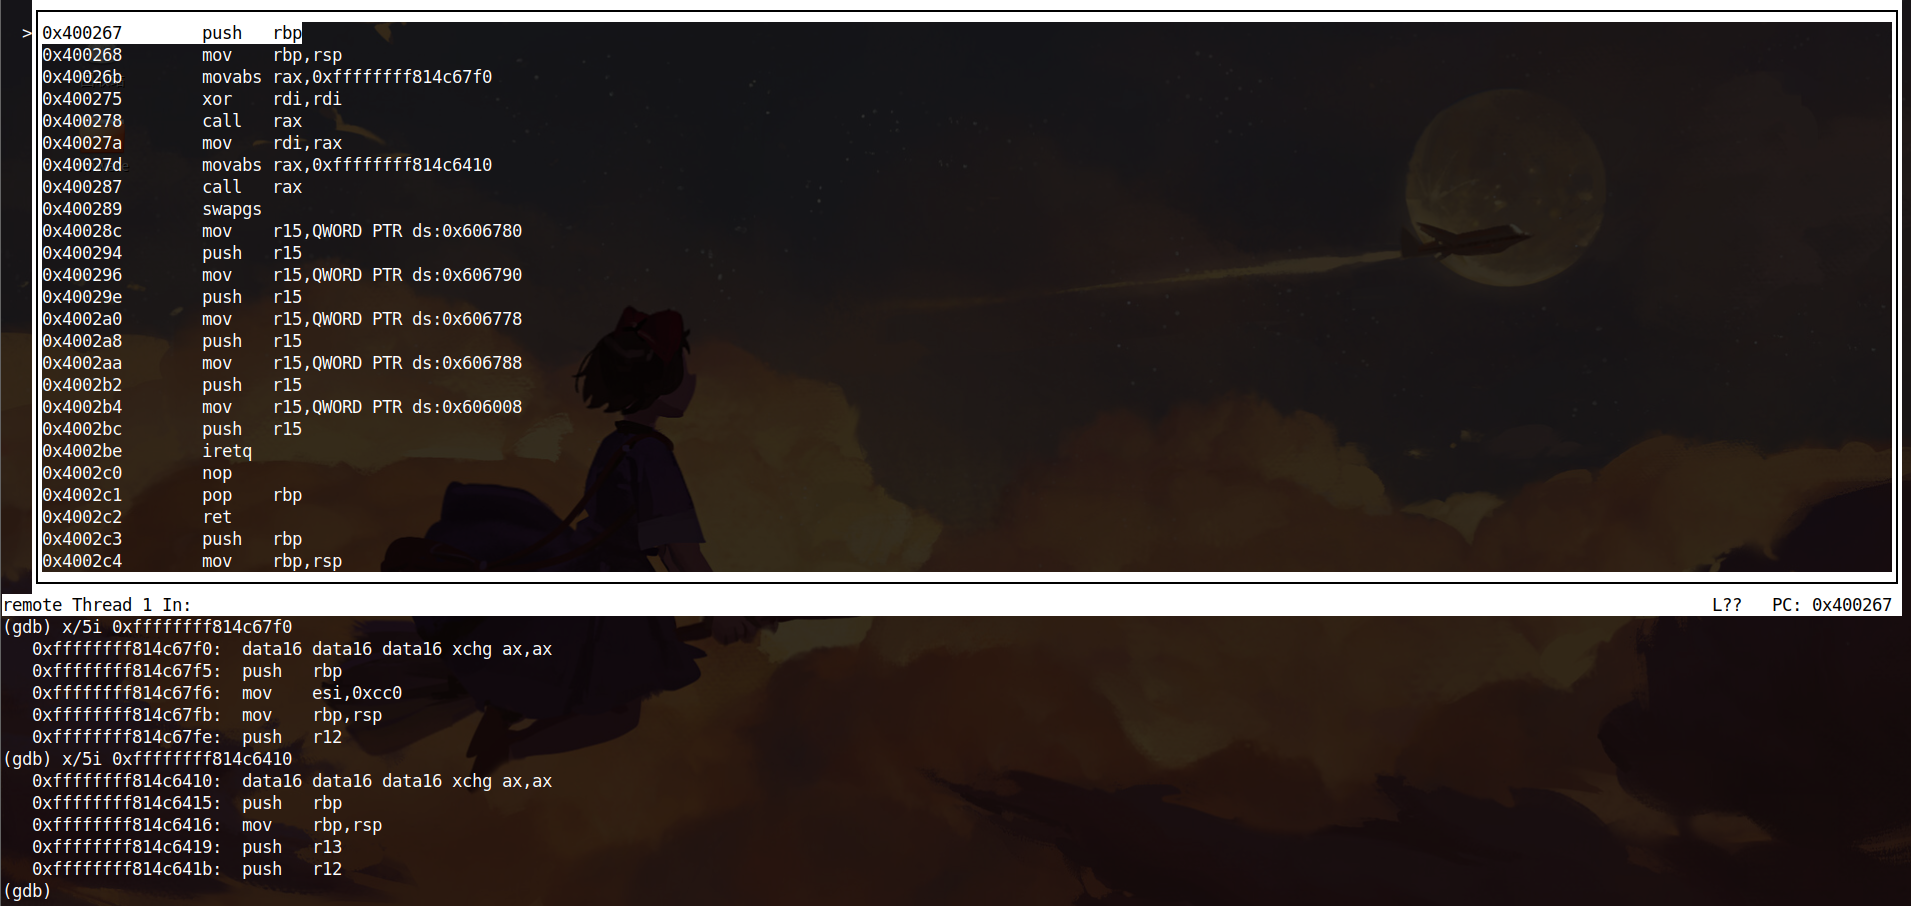 > 0x400267        push   rbp
0x400268        mov    rbp,rsp
0x40026b        movabs rax,0xffffffff814c67f0
0x400275        xor    rdi,rdi
0x400278        call   rax
0x40027a        mov    rdi,rax
0x40027d        movabs rax,0xffffffff814c6410
0x400287        call   rax
0x400289        swapgs
0x40028c        mov    r15,QWORD PTR ds:0x606780
0x400294        push   r15
0x400296        mov    r15,QWORD PTR ds:0x606790
0x40029e        push   r15
0x4002a0        mov    r15,QWORD PTR ds:0x606778
0x4002a8        push   r15
0x4002aa        mov    r15,QWORD PTR ds:0x606788
0x4002b2        push   r15
0x4002b4        mov    r15,QWORD PTR ds:0x606008
0x4002bc        push   r15
0x4002be        iretq
0x4002c0        nop
0x4002c1        pop    rbp
0x4002c2        ret
0x4002c3        push   rbp
0x4002c4        mov    rbp,rsp
remote Thread 1 In:    L??   PC: 0x400267
(gdb) x/5i 0xffffffff814c67f0
   0xffffffff814c67f0:  data16 data16 data16 xchg ax,ax
   0xffffffff814c67f5:  push   rbp
   0xffffffff814c67f6:  mov    esi,0xcc0
   0xffffffff814c67fb:  mov    rbp,rsp
   0xffffffff814c67fe:  push   r12
(gdb) x/5i 0xffffffff814c6410
   0xffffffff814c6410:  data16 data16 data16 xchg ax,ax
   0xffffffff814c6415:  push   rbp
   0xffffffff814c6416:  mov    rbp,rsp
   0xffffffff814c6419:  push   r13
   0xffffffff814c641b:  push   r12
(gdb)